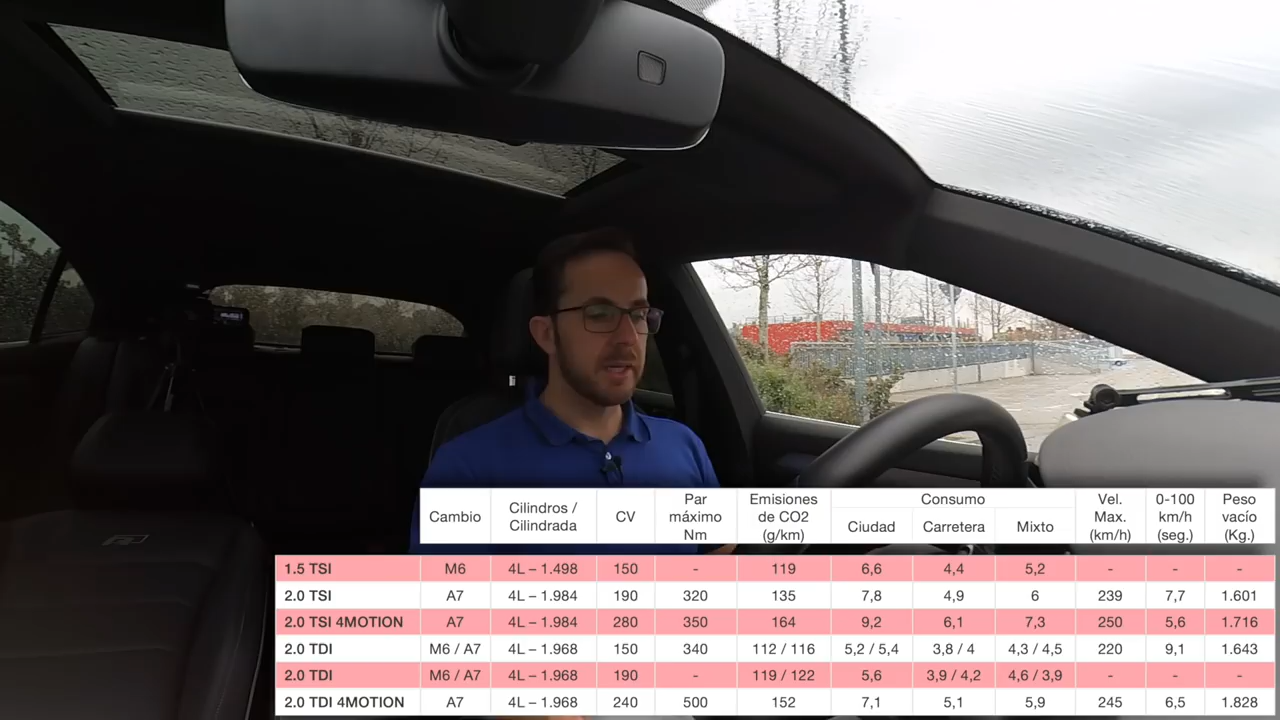 Cambio Cilindros / Cilindrada CV Par máximo Nm Emisiones de CO2 (g/km) Consumo Ciudad Carretera Mixto Vel. Max. (km/h) 0-100 km/h (seg.) Peso vacío (Kg.)
1.5 TSI M6 4L – 1.498 150 - 119 6,6 4,4 5,2 - - -
2.0 TSI A7 4L – 1.984 190 320 135 7,8 4,9 6 239 7,7 1.601
2.0 TSI 4MOTION A7 4L – 1.984 280 350 164 9,2 6,1 7,3 250 5,6 1.716
2.0 TDI M6 / A7 4L – 1.968 150 340 112 / 116 5,2 / 5,4 3,8 / 4 4,3 / 4,5 220 9,1 1.643
2.0 TDI M6 / A7 4L – 1.968 190 - 119 / 122 5,6 3,9 / 4,2 4,6 / 3,9 - - -
2.0 TDI 4MOTION A7 4L – 1.968 240 500 152 7,1 5,1 5,9 245 6,5 1.828